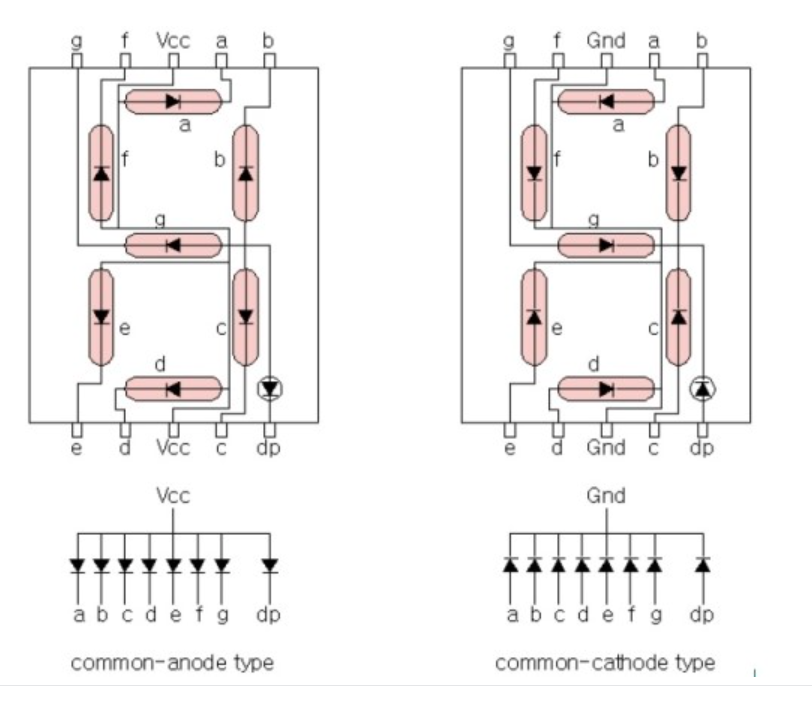 g f Vcc a b g f Gnd a b
a a
f b f b
g g
e c e c
d d
e d Vcc c dp e d Gnd c dp
Vcc Gnd
a b c d e f g dp a b c d e f g dp
common-anode type common-cathode type